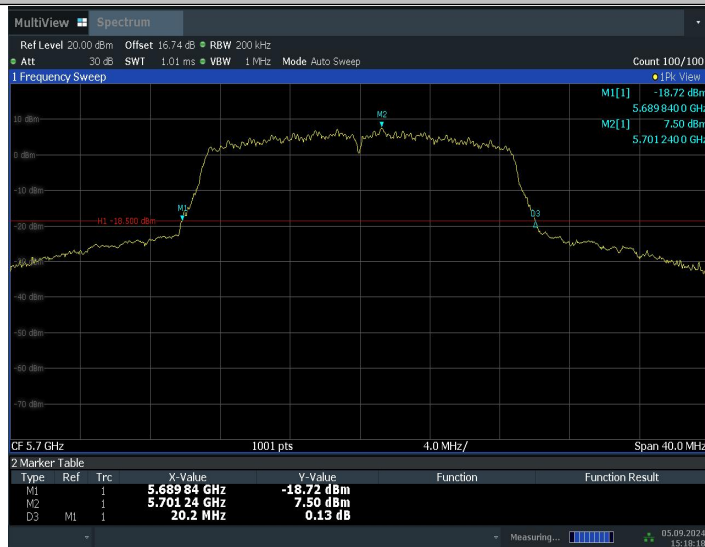 MultiView Spectrum
Ref Level 20.00 dBm Offset 16.74 dB RBW 200 kHz
Att 30 dB SWT 1.01 ms VBW 1 MHz Mode Auto Sweep Count 100/100
1 Frequency Sweep 1Pk View
M1[1] -18.72 dBm
5.689 840 0 GHz
M2[1] 7.50 dBm
5.701 240 0 GHz
M2
10 dBm
0 dBm
-10 dBm
M1
D3
H1 -18.500 dBm
-20 dBm
-30 dBm
-40 dBm
-50 dBm
-60 dBm
-70 dBm
CF 5.7 GHz 1001 pts 4.0 MHz/ Span 40.0 MHz
2 Marker Table
Type Ref Trc X-Value Y-Value Function Function Result
M1 1 5.689 84 GHz -18.72 dBm
M2 1 5.701 24 GHz 7.50 dBm
D3 M1 1 20.2 MHz 0.13 dB
Measuring... 05.09.2024
15:18:18